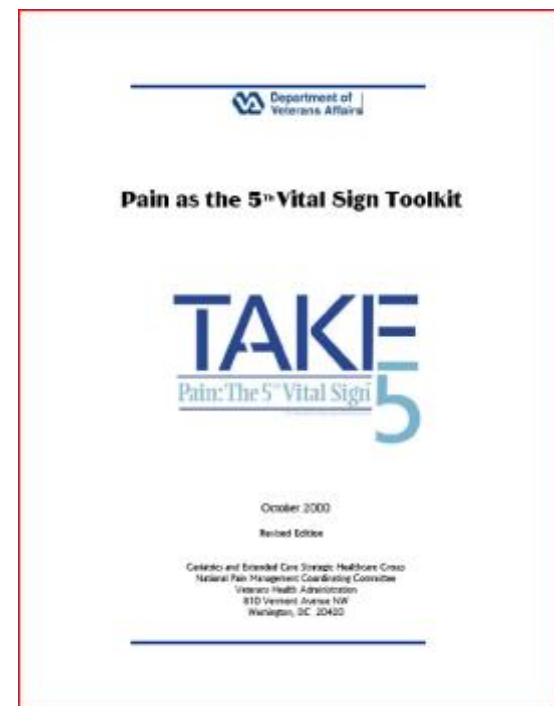 Department of
Veterans Affairs
Pain as the 5TH Vital Sign Toolkit
TAKE
5
Pain: The 5TH Vital Sign
October 2000
Revised Edition
Geriatrics and Extended Care Strategic Healthcare Group
National Pain Management Coordinating Committee
Veterans Health Administration
810 Vermont Avenue NW
Washington, DC 20420